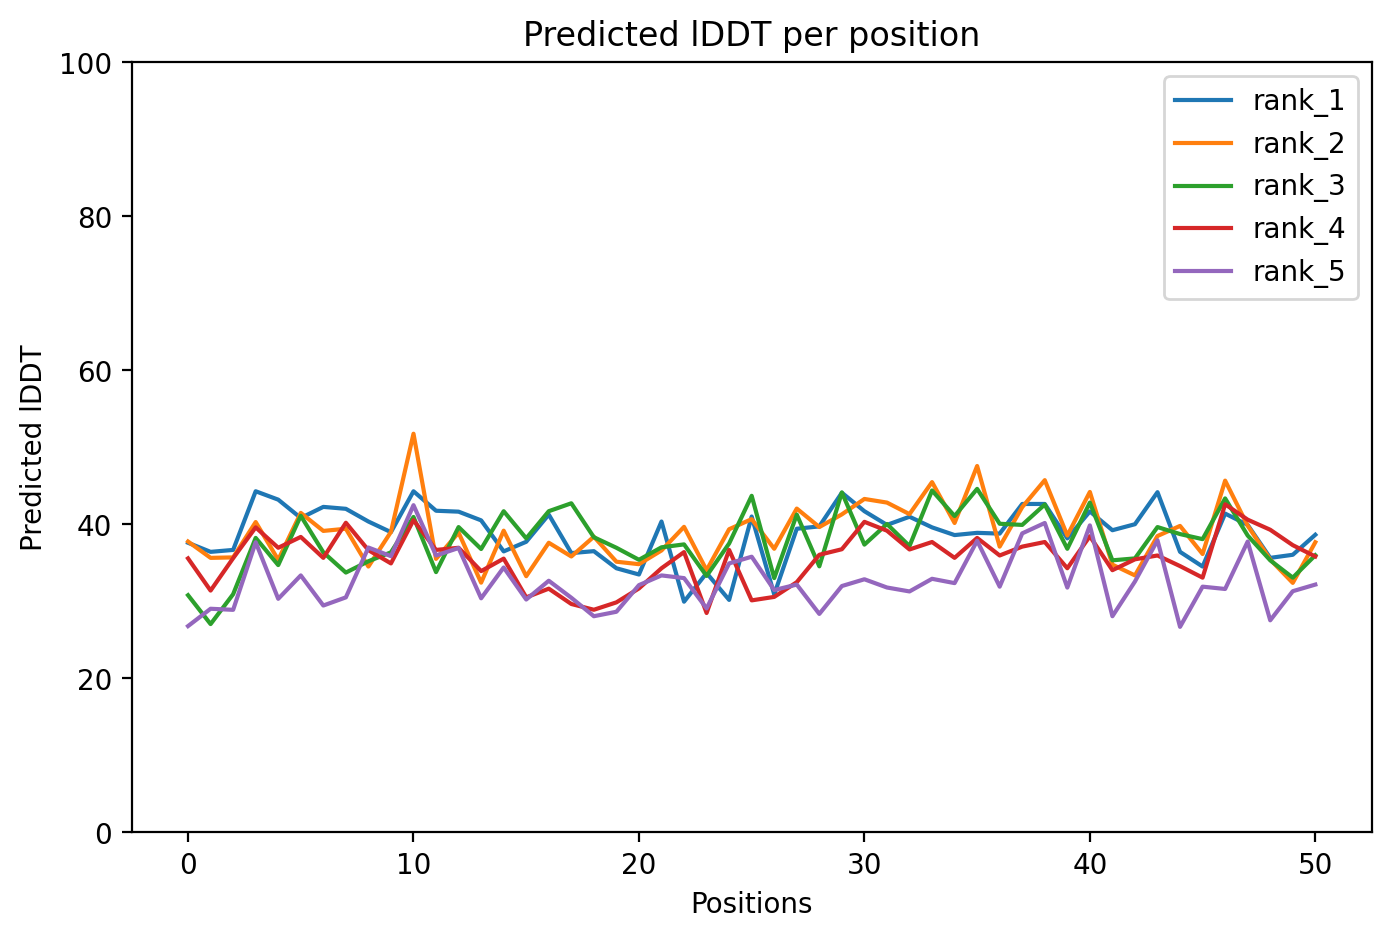 Predicted lDDT per position
100
80
60
40
20
0
Predicted lDDT
rank_1
rank_2
rank_3
rank_4
rank_5
0 10 20 30 40 50
Positions